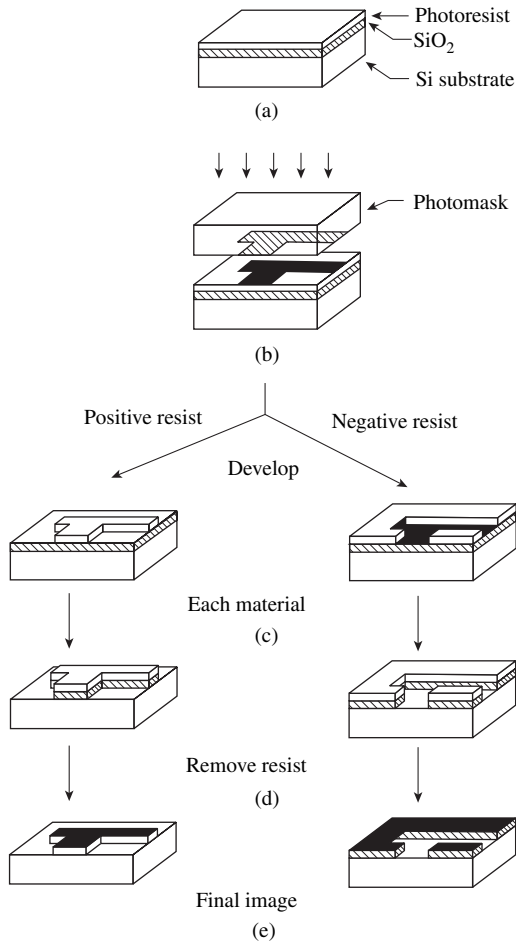 Photoresist
SiO2
Si substrate
(a)
Photomask
(b)
Positive resist
Negative resist
Develop
Each material
(c)
Remove resist
(d)
Final image
(e)